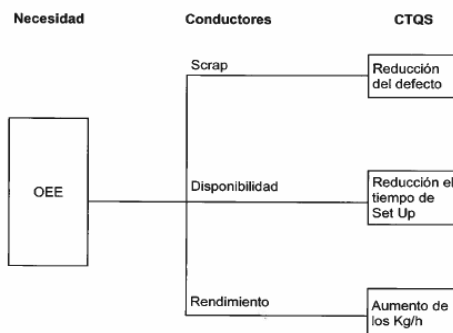 Necesidad
Conductores
CTQS
Scrap
Reducción
del defecto
OEE
Disponibilidad
Reducción el
tiempo de
Set Up
Rendimiento
Aumento de
los Kg/h